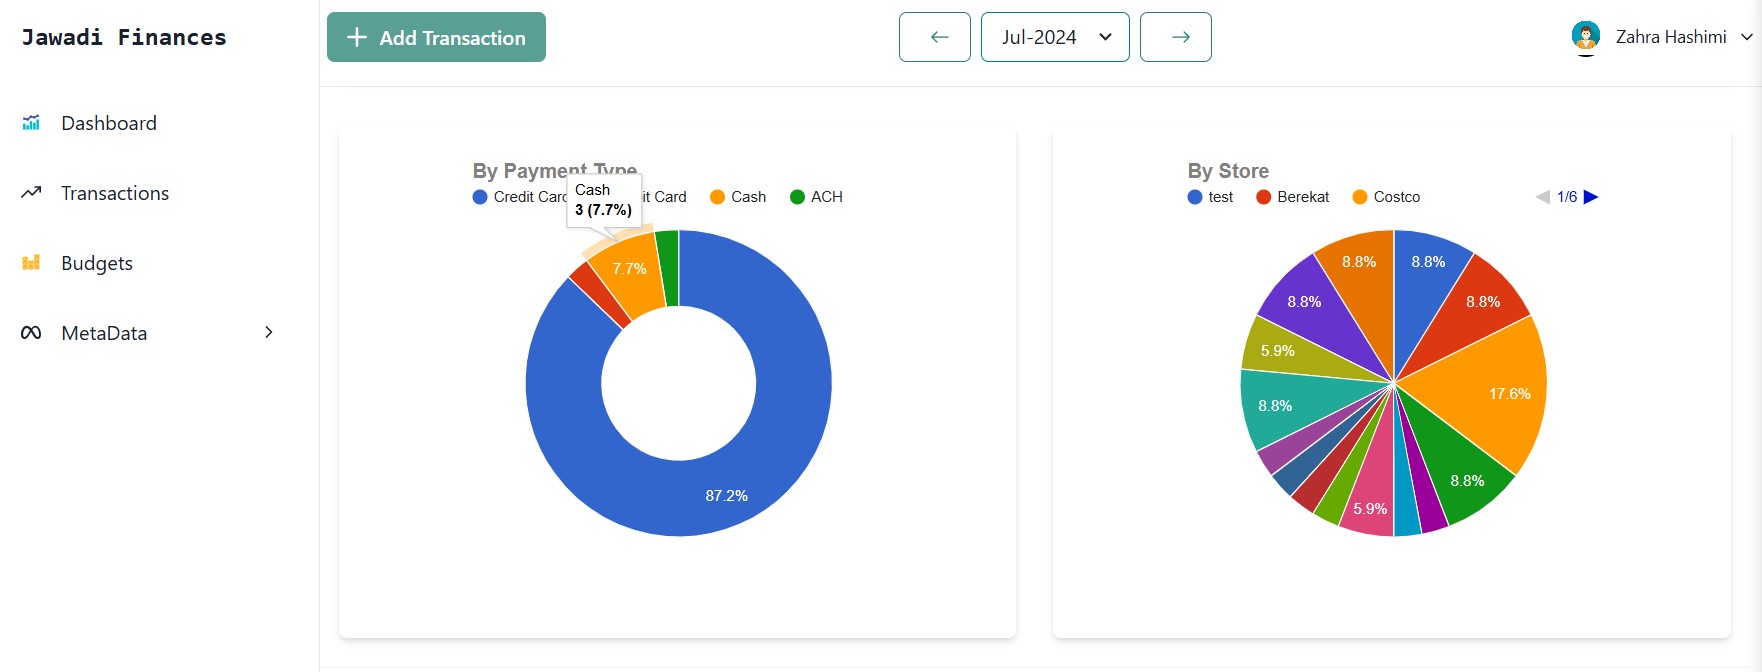 Jawadi Finances
Add Transaction
Jul-2024
Zahra Hashimi
Dashboard
Transactions
Budgets
MetaData
By Payment Type
Credit Card it Card Cash ACH
Cash
3 (7.7%)
7.7%
87.2%
By Store
test Berekat Costco 1/6
8.8% 8.8%
8.8% 8.8%
5.9%
17.6%
8.8%
8.8%
5.9%